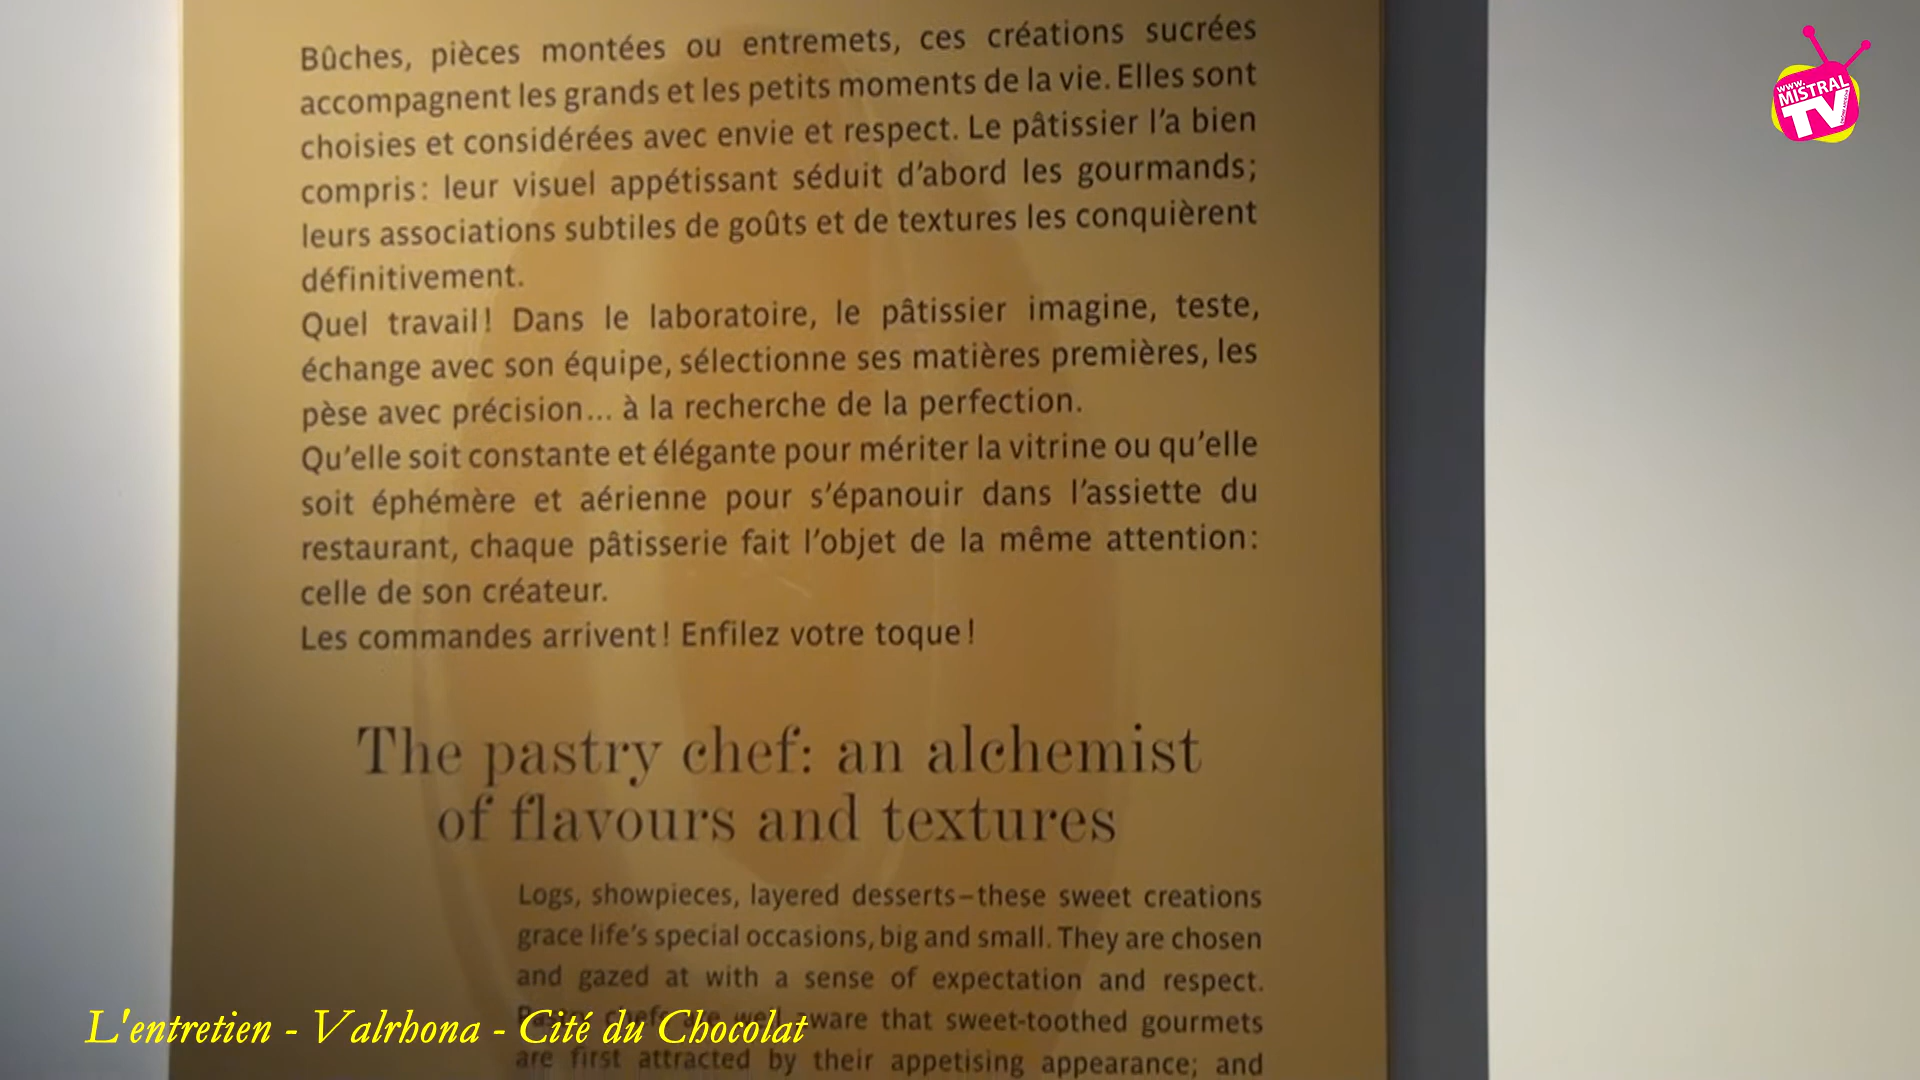 Bûches, pièces montées ou entremets, ces créations sucrées
accompagnent les grands et les petits moments de la vie. Elles sont
choisies et considérées avec envie et respect. Le pâtissier l’a bien
compris : leur visuel appétissant séduit d’abord les gourmands ;
leurs associations subtiles de goûts et de textures les conquièrent
définitivement.
Quel travail ! Dans le laboratoire, le pâtissier imagine, teste,
échange avec son équipe, sélectionne ses matières premières, les
pèse avec précision… à la recherche de la perfection.
Qu’elle soit constante et élégante pour mériter la vitrine ou qu’elle
soit éphémère et aérienne pour s’épanouir dans l’assiette du
restaurant, chaque pâtisserie fait l’objet de la même attention :
celle de son créateur.
Les commandes arrivent ! Enfilez votre toque !
The pastry chef: an alchemist
of flavours and textures
Logs, showpieces, layered desserts–these sweet creations
grace life’s special occasions, big and small. They are chosen
and gazed at with a sense of expectation and respect.
Pastry chefs are well aware that sweet-toothed gourmets
are first attracted by their appetising appearance; and
L'entretien - Valrhona - Cité du Chocolat
www.
MISTRAL
TV